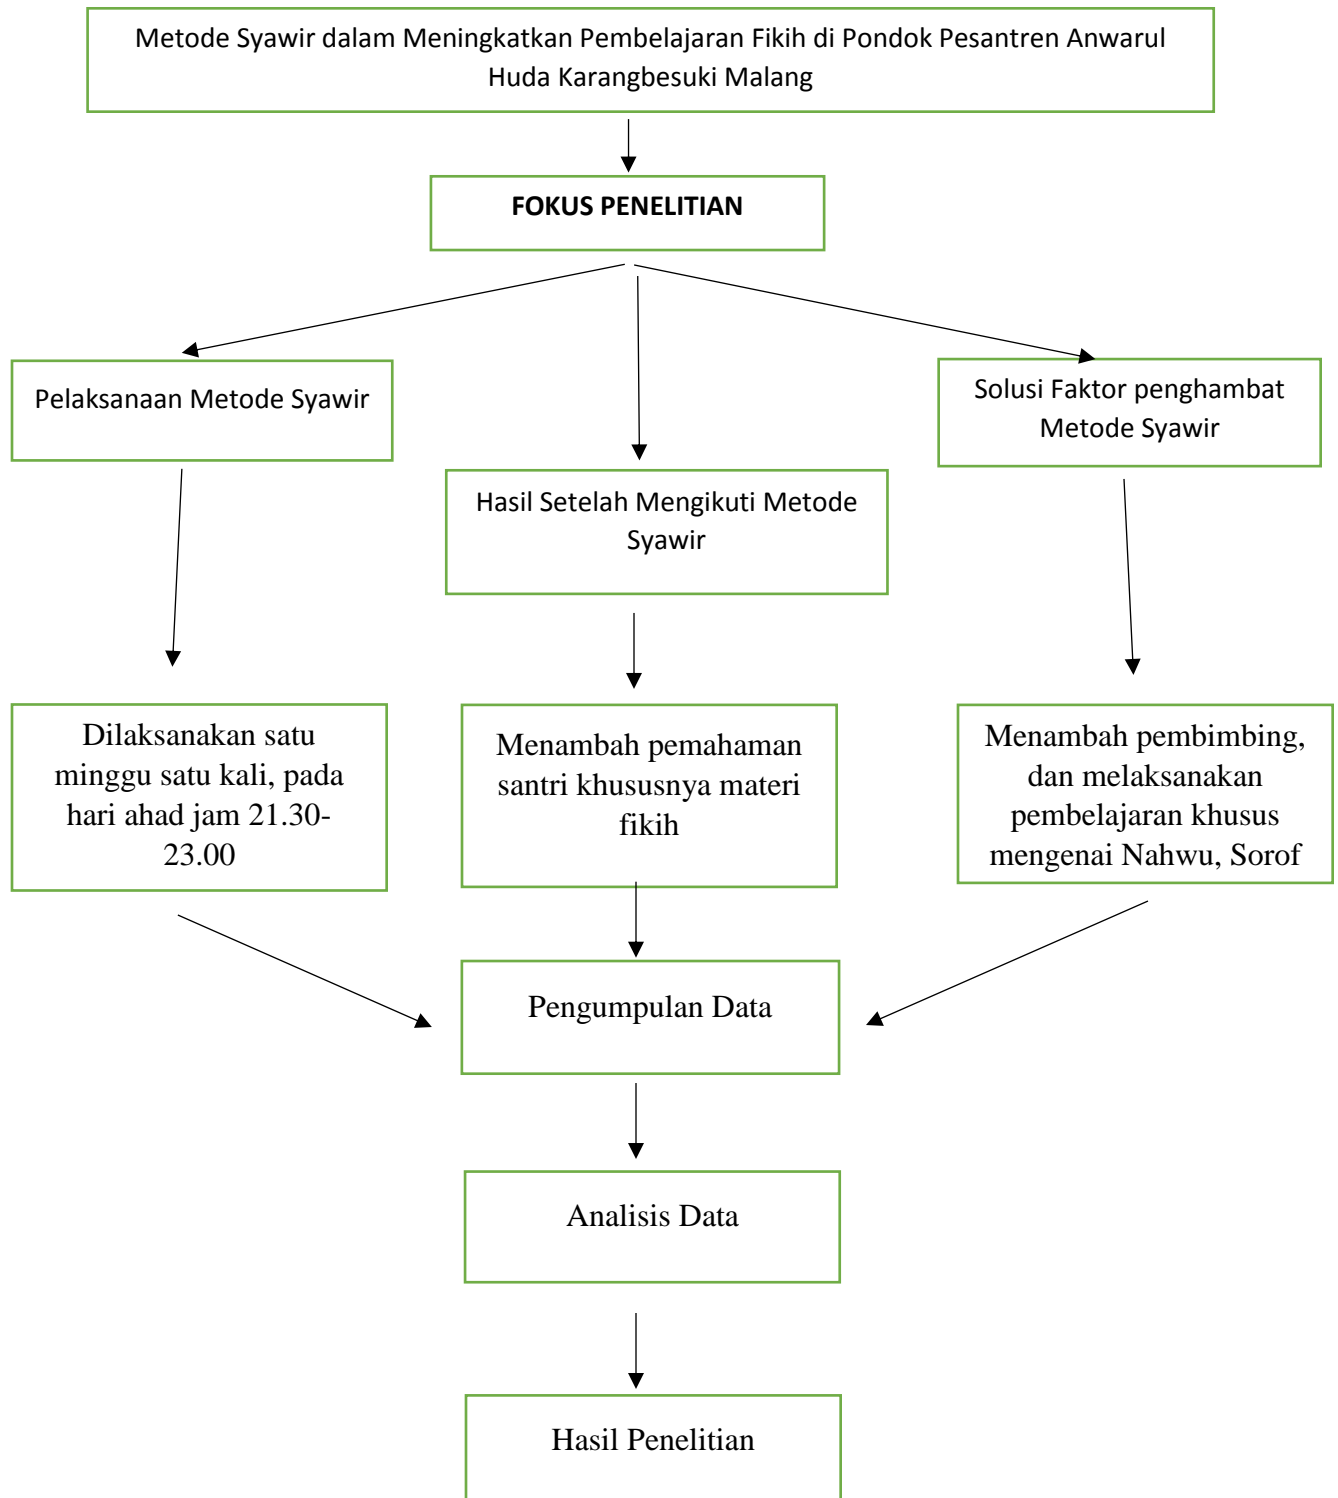 Metode Syawir dalam Meningkatkan Pembelajaran Fikih di Pondok Pesantren Anwarul
Huda Karangbesuki Malang
FOKUS PENELITIAN
Pelaksanaan Metode Syawir
Solusi Faktor penghambat
Metode Syawir
Hasil Setelah Mengikuti Metode
Syawir
Dilaksanakan satu
minggu satu kali, pada
hari ahad jam 21.30-
23.00
Menambah pemahaman
santri khususnya materi
fikih
Menambah pembimbing,
dan melaksanakan
pembelajaran khusus
mengenai Nahwu, Sorof
Pengumpulan Data
Analisis Data
Hasil Penelitian